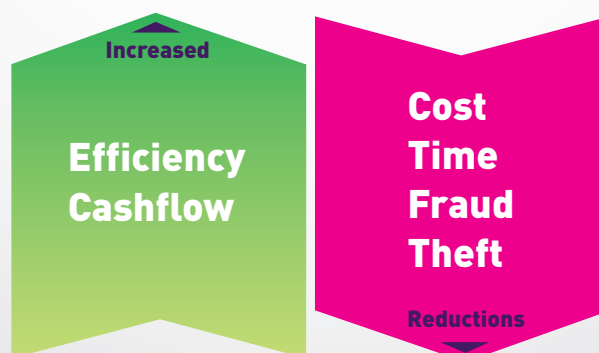 Increased
Efficiency
Cashflow
Cost
Time
Fraud
Theft
Reductions